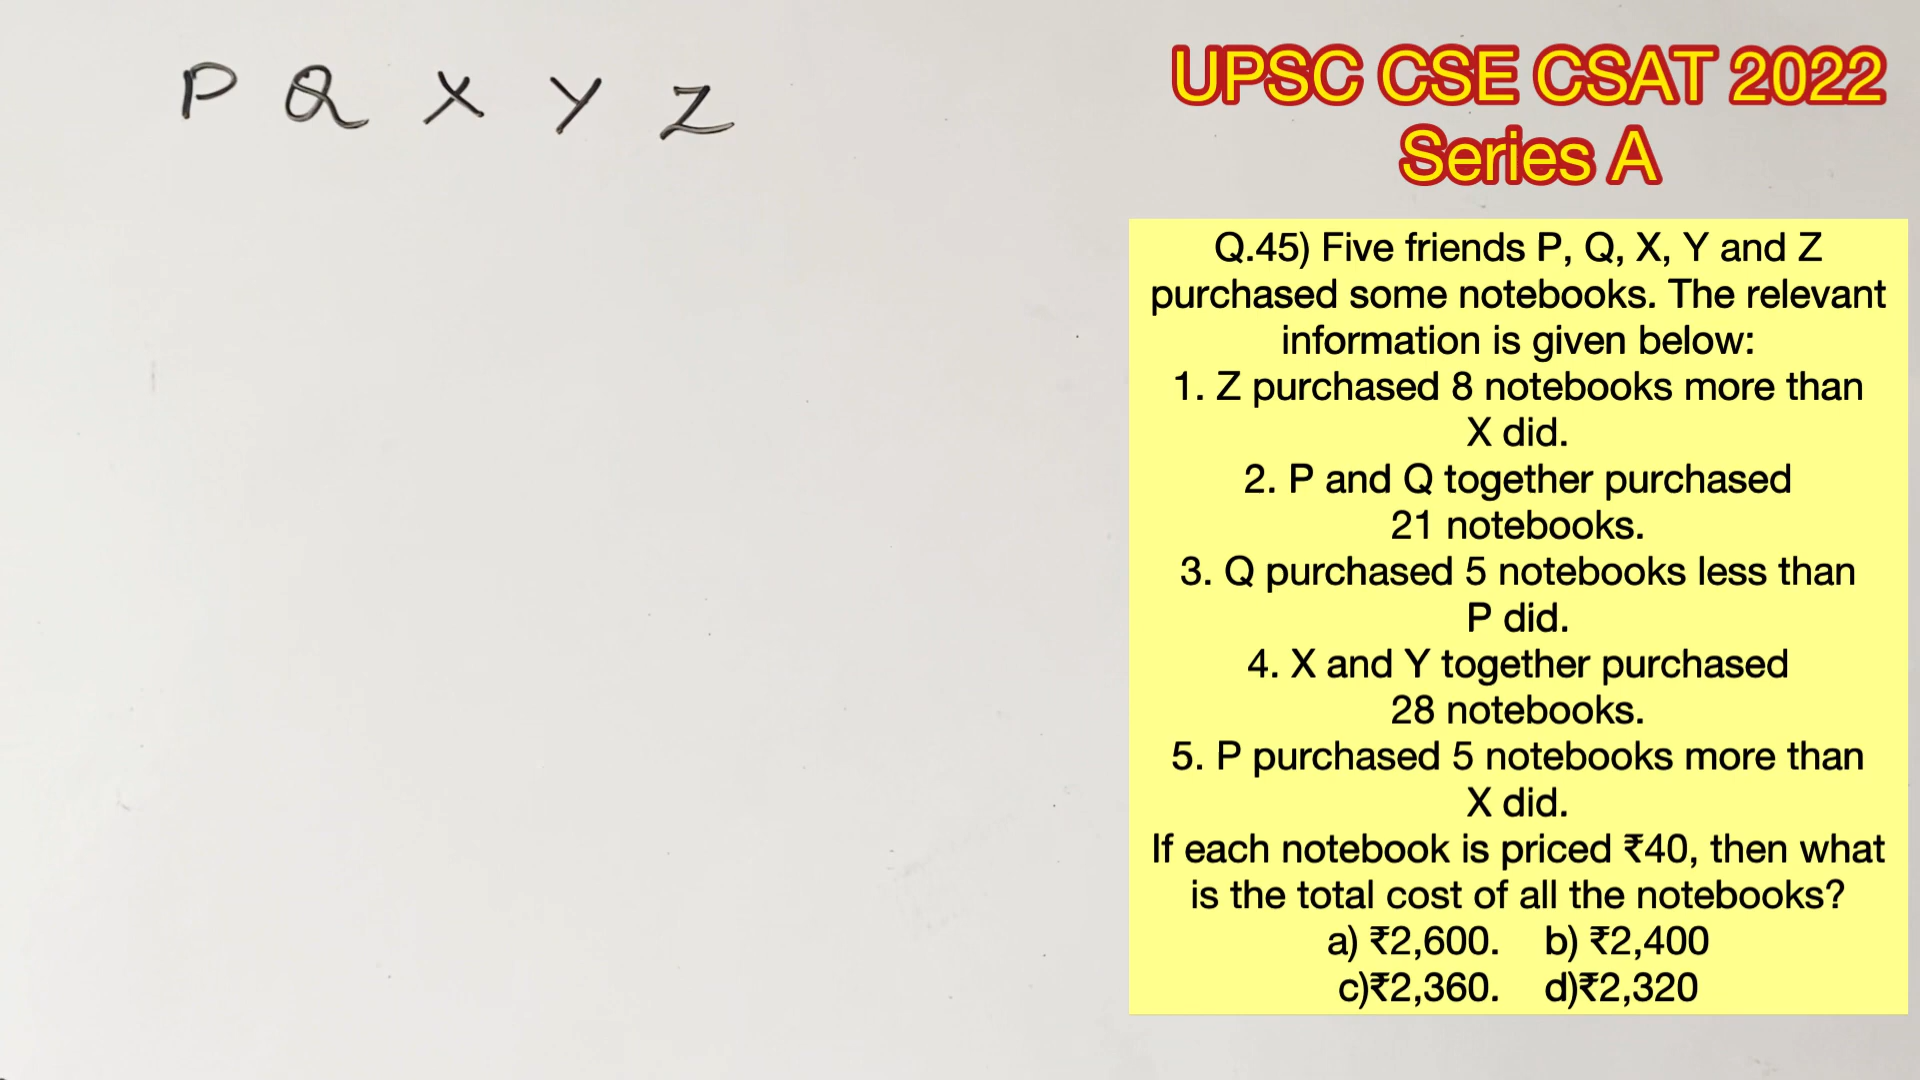 P Q X Y Z
UPSC CSE CSAT 2022
Series A
Q.45) Five friends P, Q, X, Y and Z
purchased some notebooks. The relevant
information is given below:
1. Z purchased 8 notebooks more than
X did.
2. P and Q together purchased
21 notebooks.
3. Q purchased 5 notebooks less than
P did.
4. X and Y together purchased
28 notebooks.
5. P purchased 5 notebooks more than
X did.
If each notebook is priced ₹40, then what
is the total cost of all the notebooks?
a) ₹2,600. b) ₹2,400
c)₹2,360. d)₹2,320